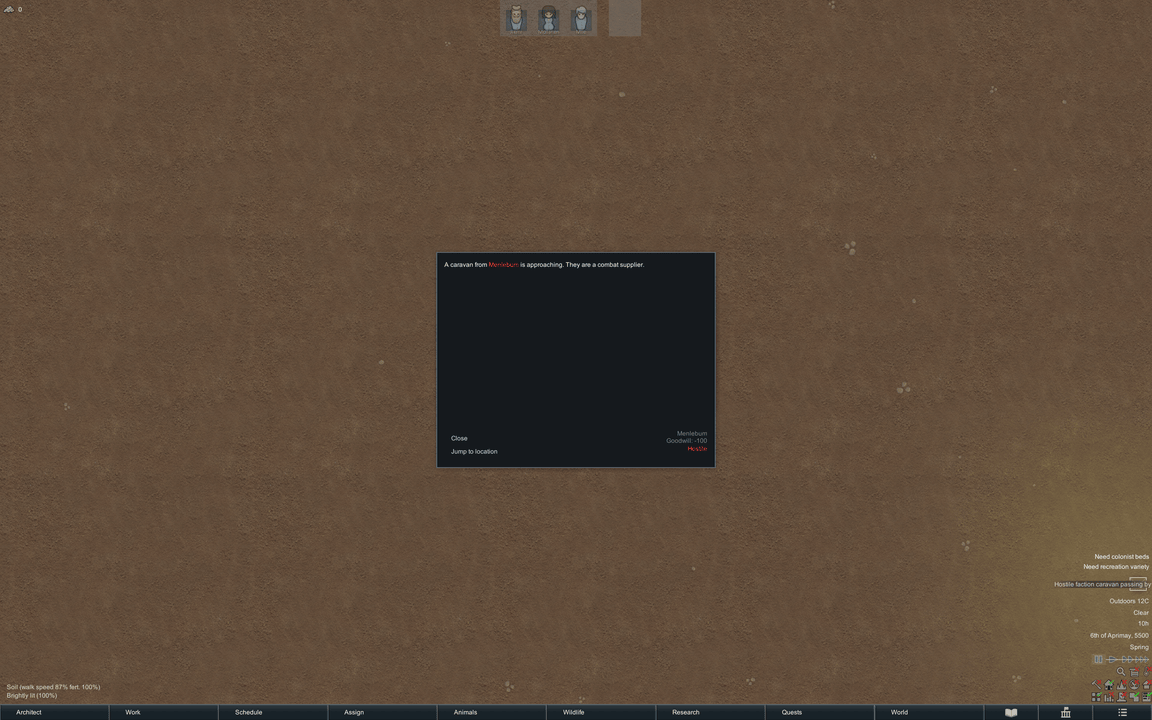 0
A caravan from Menlebum is approaching. They are a combat supplier.
Menlebum
Goodwill: -100
Hostile
Close
Jump to location
Need colonist beds
Need recreation variety
Hostile faction caravan passing by
Outdoors 12C
Clear
10h
6th of Aprimay, 5500
Spring
Soil (walk speed 87% fert. 100%)
Brightly lit (100%)
Architect
Work
Schedule
Assign
Animals
Wildlife
Research
Quests
World